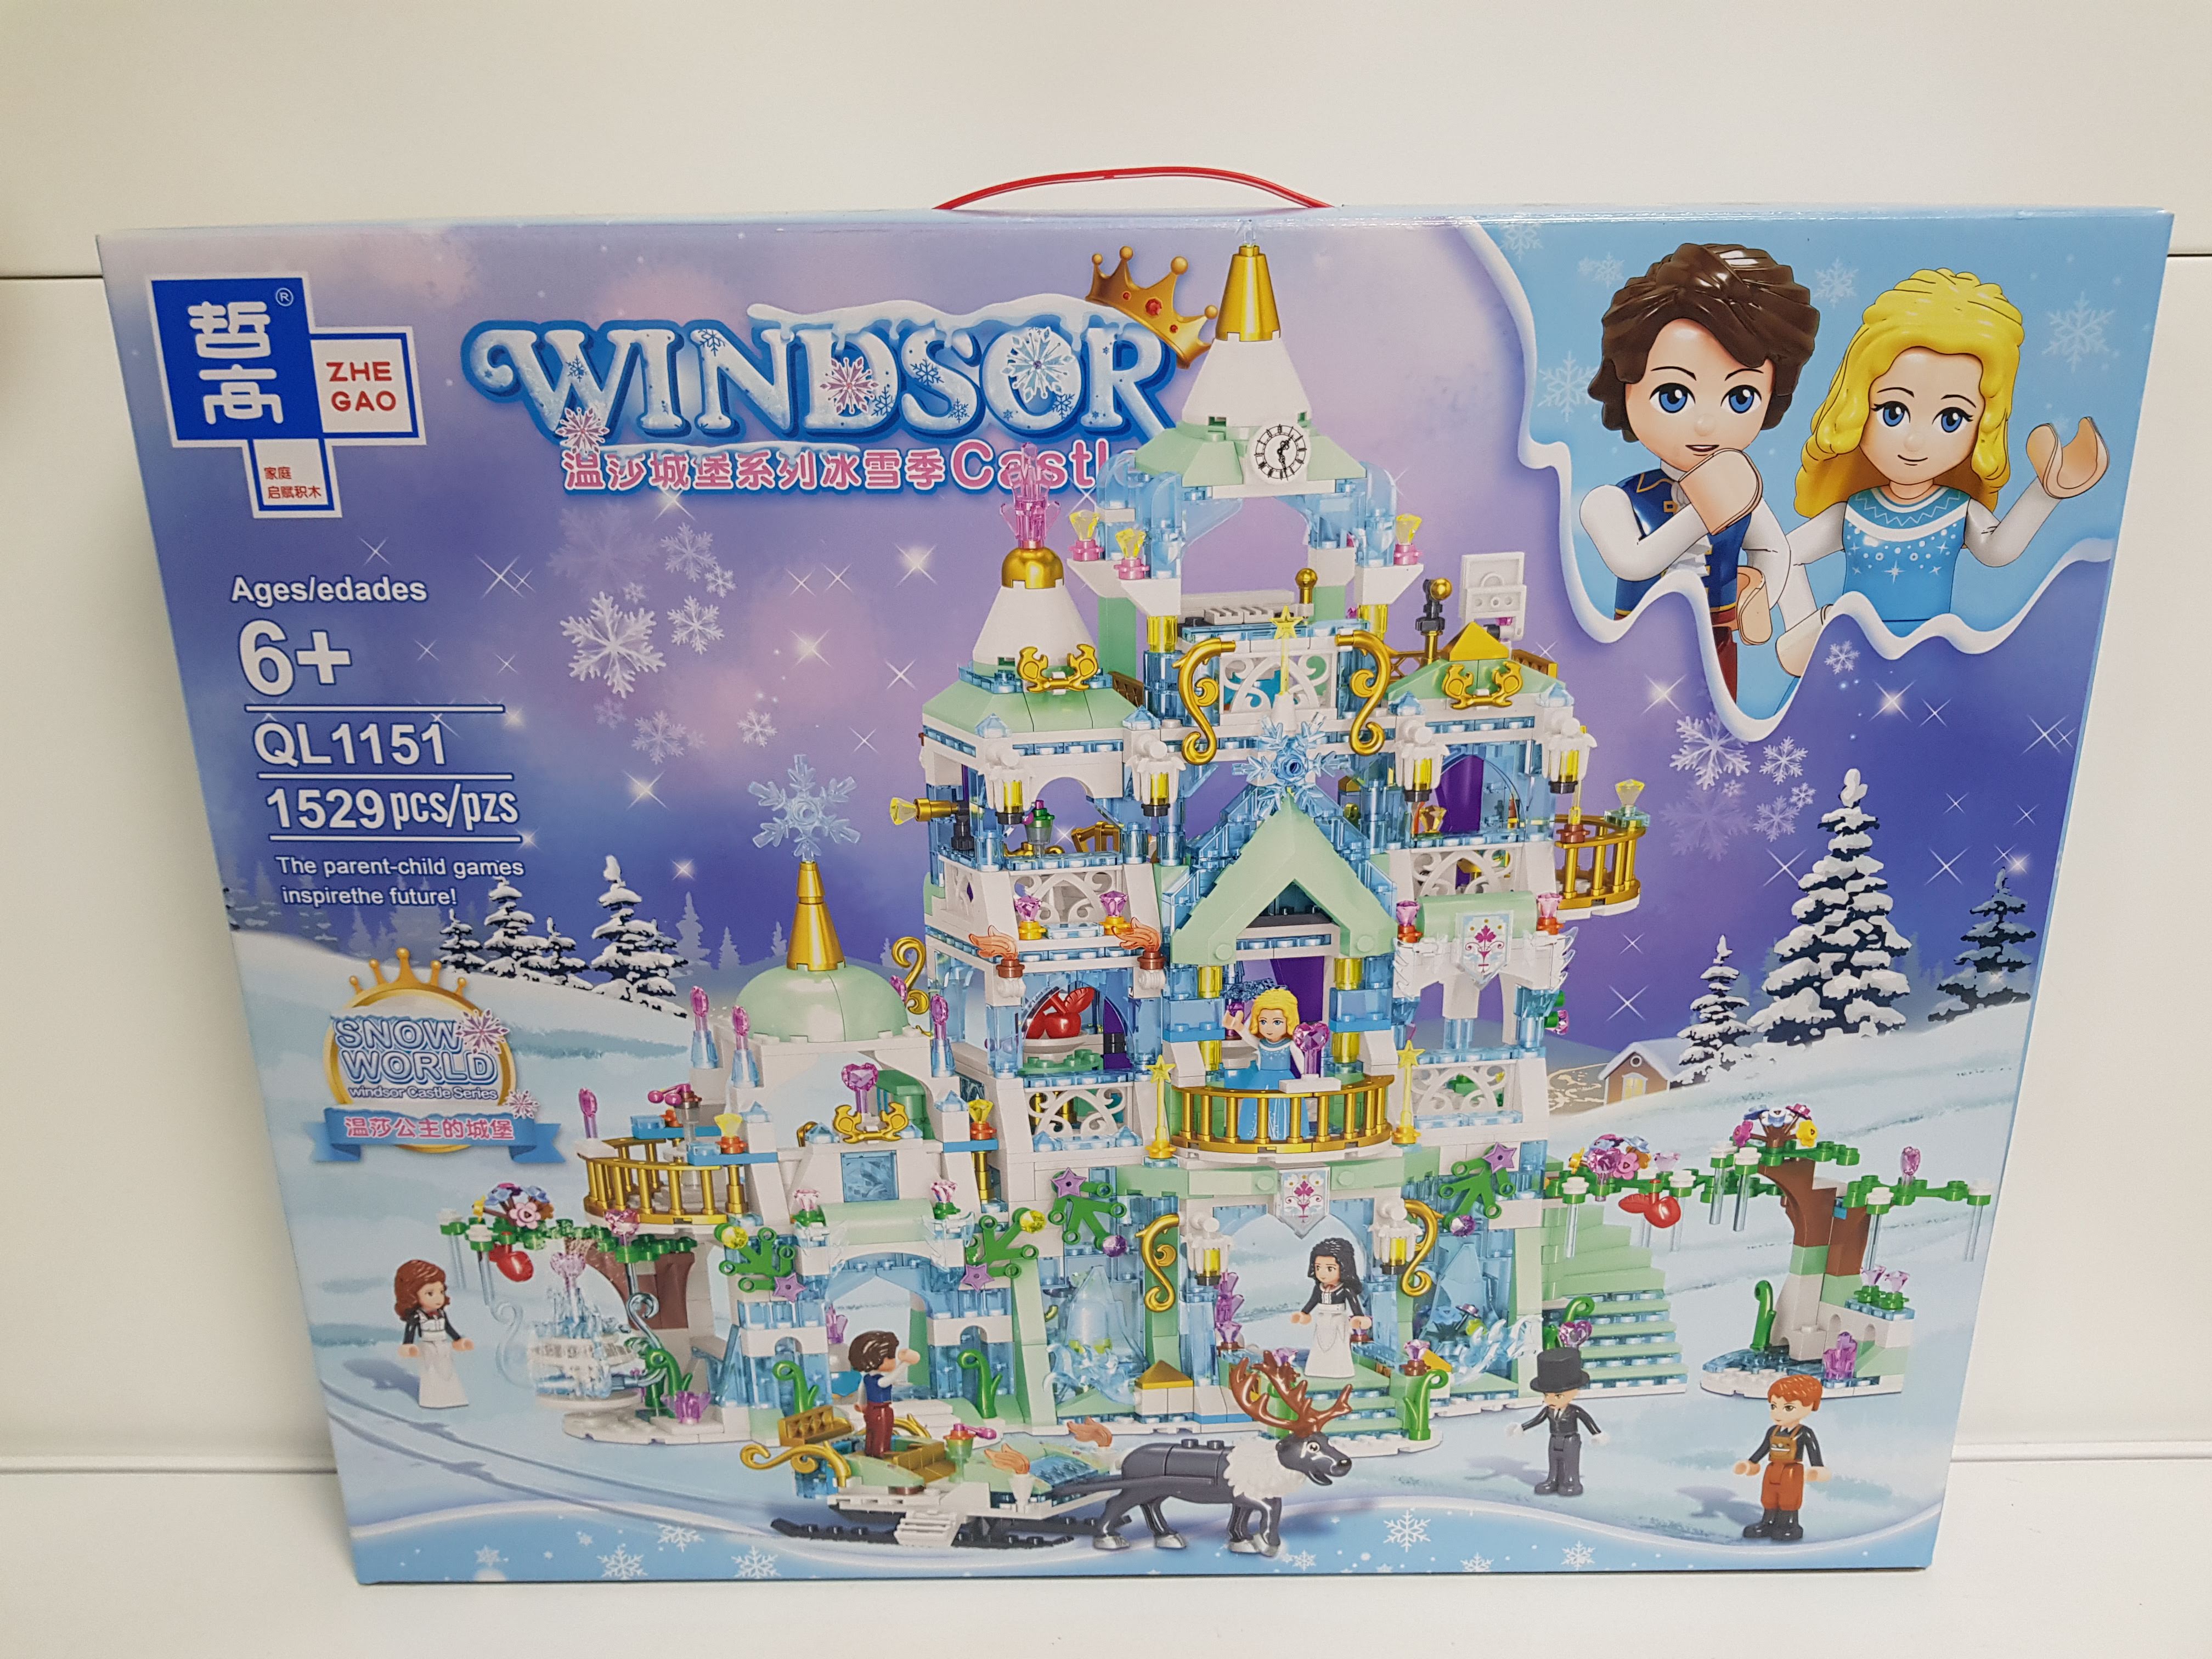 哲高®
ZHE
GAO
家庭
启赋积木
WINDSOR
温莎城堡系列冰雪季Castle
Ages/edades
6+
QL1151
1529pcs/pzs
The parent-child games
inspirethe future!
SNOW
WORLD
windsor Castle Series
温莎公主的城堡